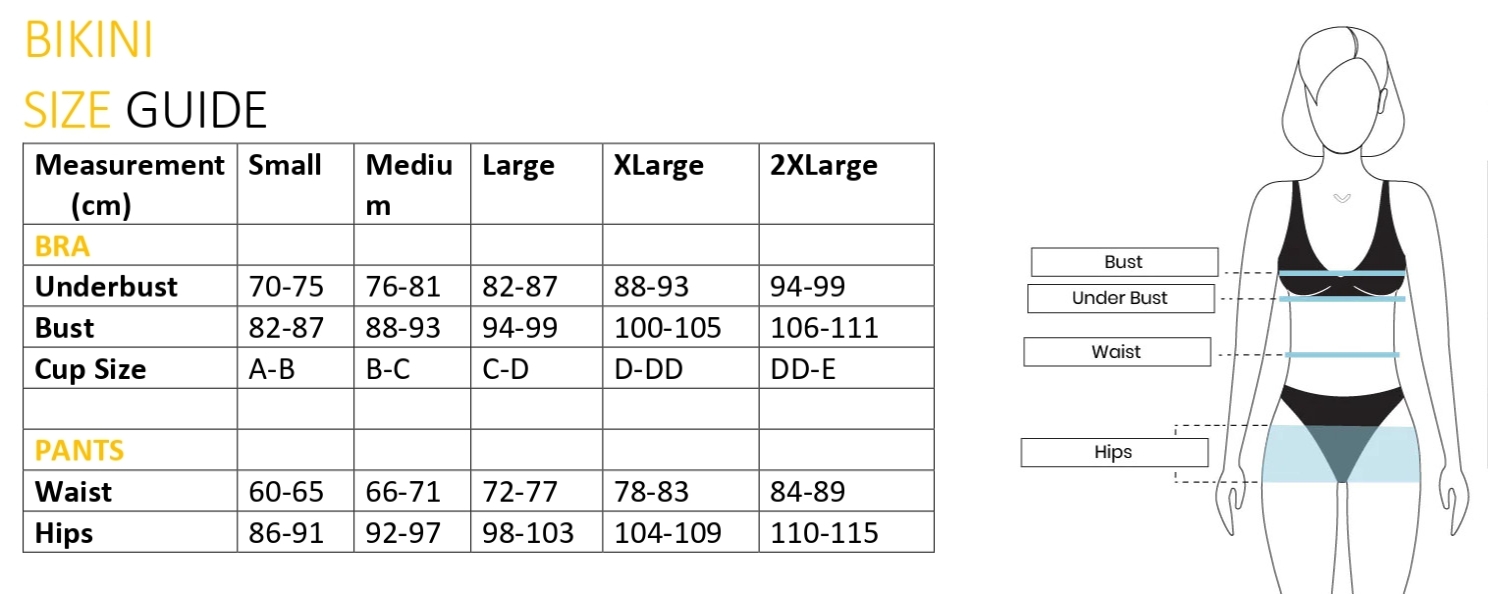 BIKINI
SIZE GUIDE
Measurement (cm) Small Mediu m Large XLarge 2XLarge
BRA
Underbust 70-75 76-81 82-87 88-93 94-99
Bust 82-87 88-93 94-99 100-105 106-111
Cup Size A-B B-C C-D D-DD DD-E
PANTS
Waist 60-65 66-71 72-77 78-83 84-89
Hips 86-91 92-97 98-103 104-109 110-115
Bust
Under Bust
Waist
Hips